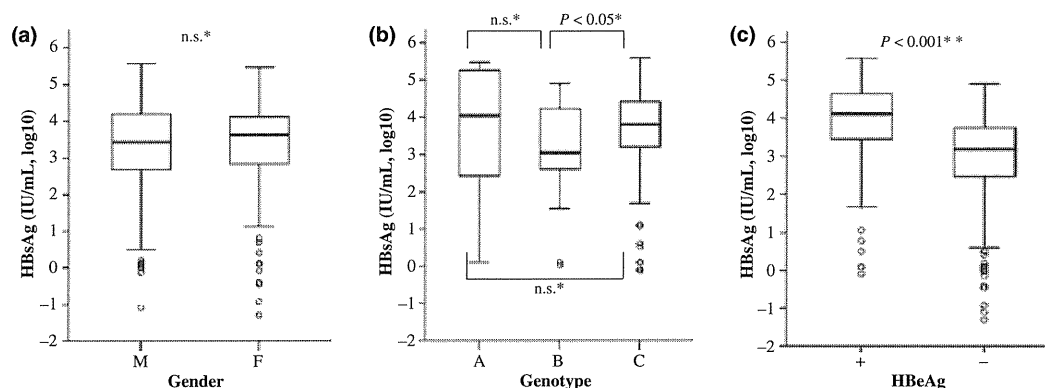 (a)
n.s.*
HBsAg (IU/mL, log10)
6
5
4
3
2
1
0
–1
–2
M
F
Gender
(b)
n.s.*
P < 0.05*
HBsAg (IU/mL, log10)
6
5
4
3
2
1
0
–1
–2
n.s.*
A
B
C
Genotype
(c)
P < 0.001**
HBsAg (IU/mL, log10)
6
5
4
3
2
1
0
–1
–2
+
–
HBeAg